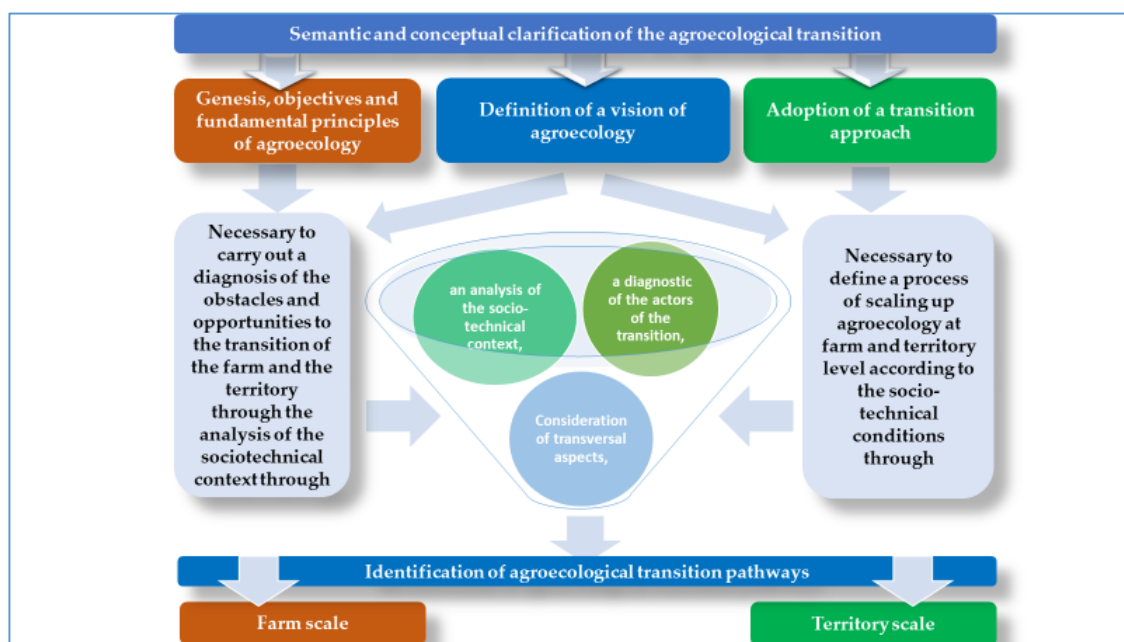 Semantic and conceptual clarification of the agroecological transition
Genesis, objectives and
fundamental principles
of agroecology
Definition of a vision of
agroecology
Adoption of a transition
approach
Necessary to
carry out a
diagnosis of the
obstacles and
opportunities to
the transition of
the farm and the
territory
through the
analysis of the
sociotechnical
context through
an analysis of
the socio-
technical
context,
a diagnostic
of the actors
of the
transition,
Consideration
of transversal
aspects,
Necessary to
define a process
of scaling up
agroecology at
farm and territory
level according to
the socio-
technical
conditions
through
Identification of agroecological transition pathways
Farm scale
Territory scale